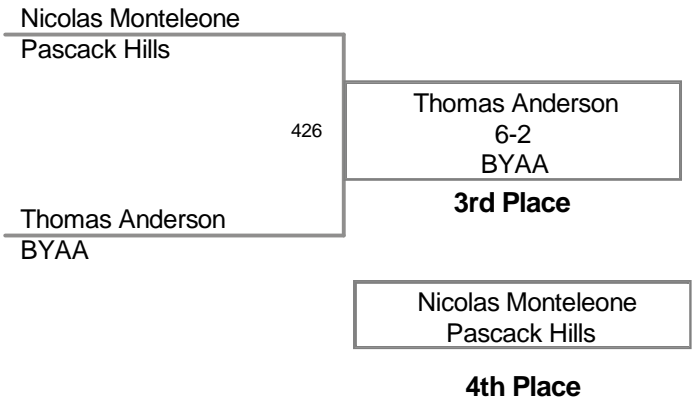 Nicolas Monteleone
Pascack Hills
426
Thomas Anderson
6-2
BYAA
3rd Place
Thomas Anderson
BYAA
Nicolas Monteleone
Pascack Hills
4th Place